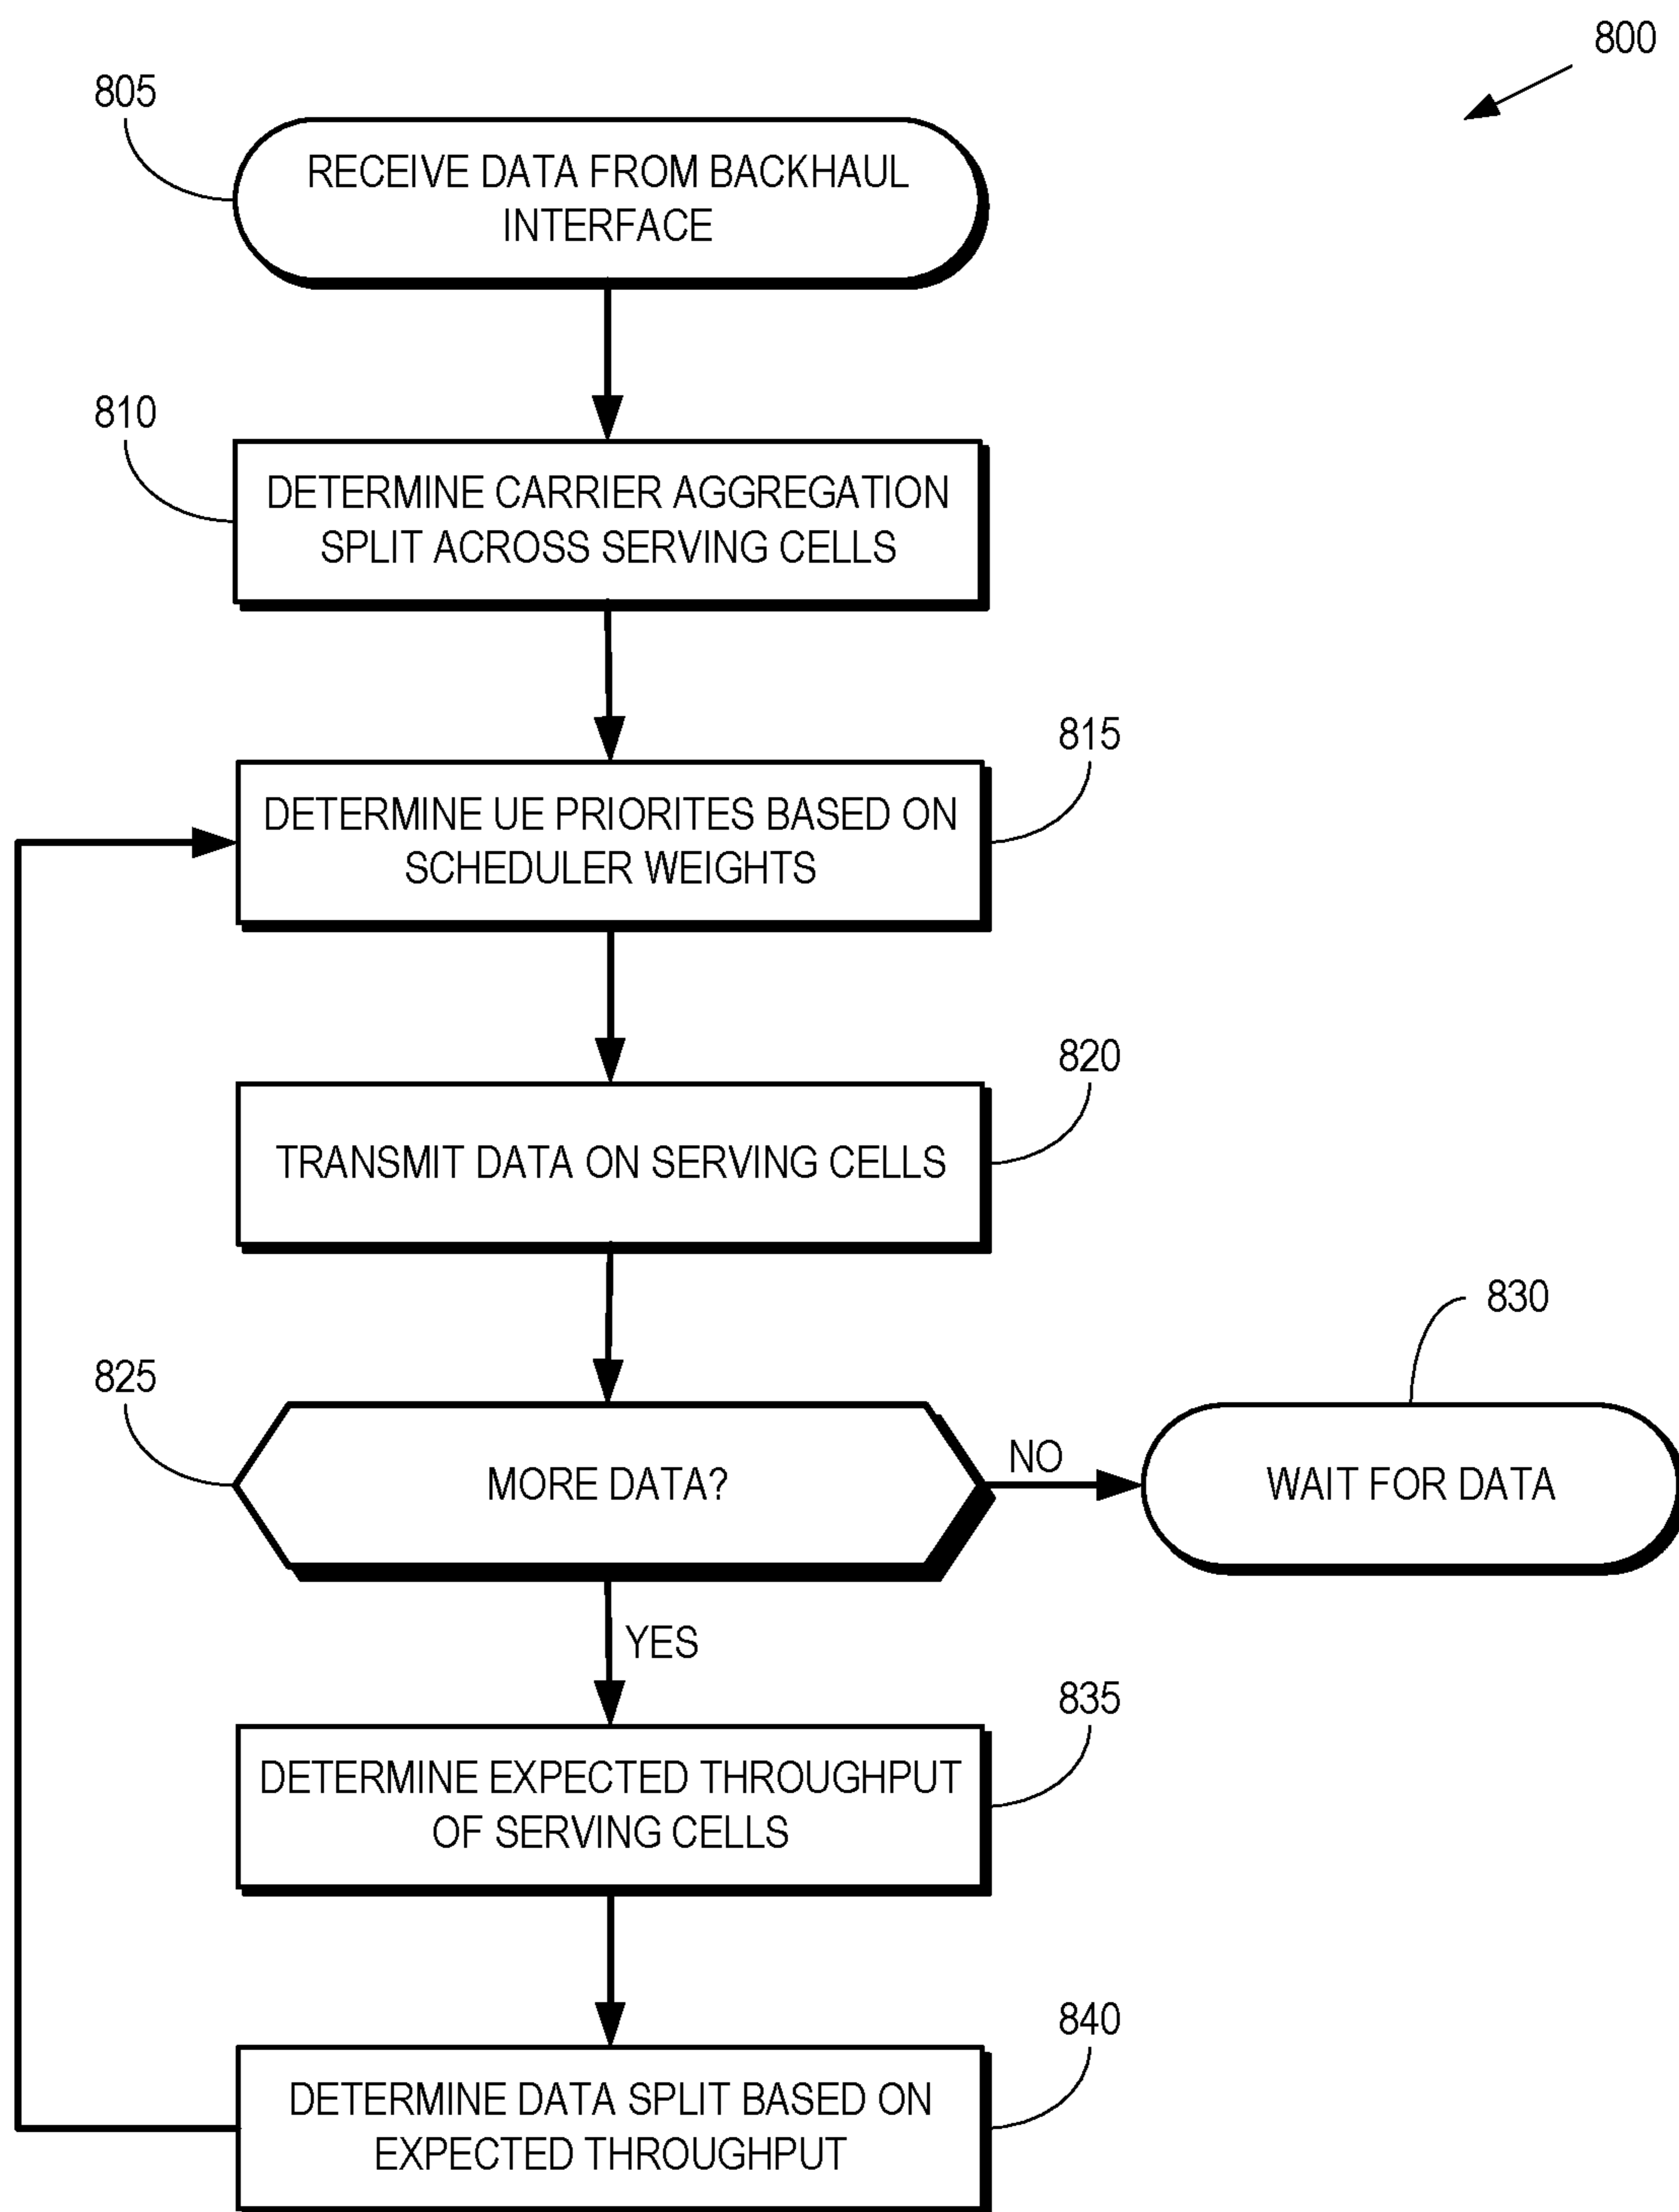 800
805
RECEIVE DATA FROM BACKHAUL
INTERFACE
810
DETERMINE CARRIER AGGREGATION
SPLIT ACROSS SERVING CELLS
815
DETERMINE UE PRIORITES BASED ON
SCHEDULER WEIGHTS
820
TRANSMIT DATA ON SERVING CELLS
825
MORE DATA?
NO
830
WAIT FOR DATA
YES
835
DETERMINE EXPECTED THROUGHPUT
OF SERVING CELLS
840
DETERMINE DATA SPLIT BASED ON
EXPECTED THROUGHPUT